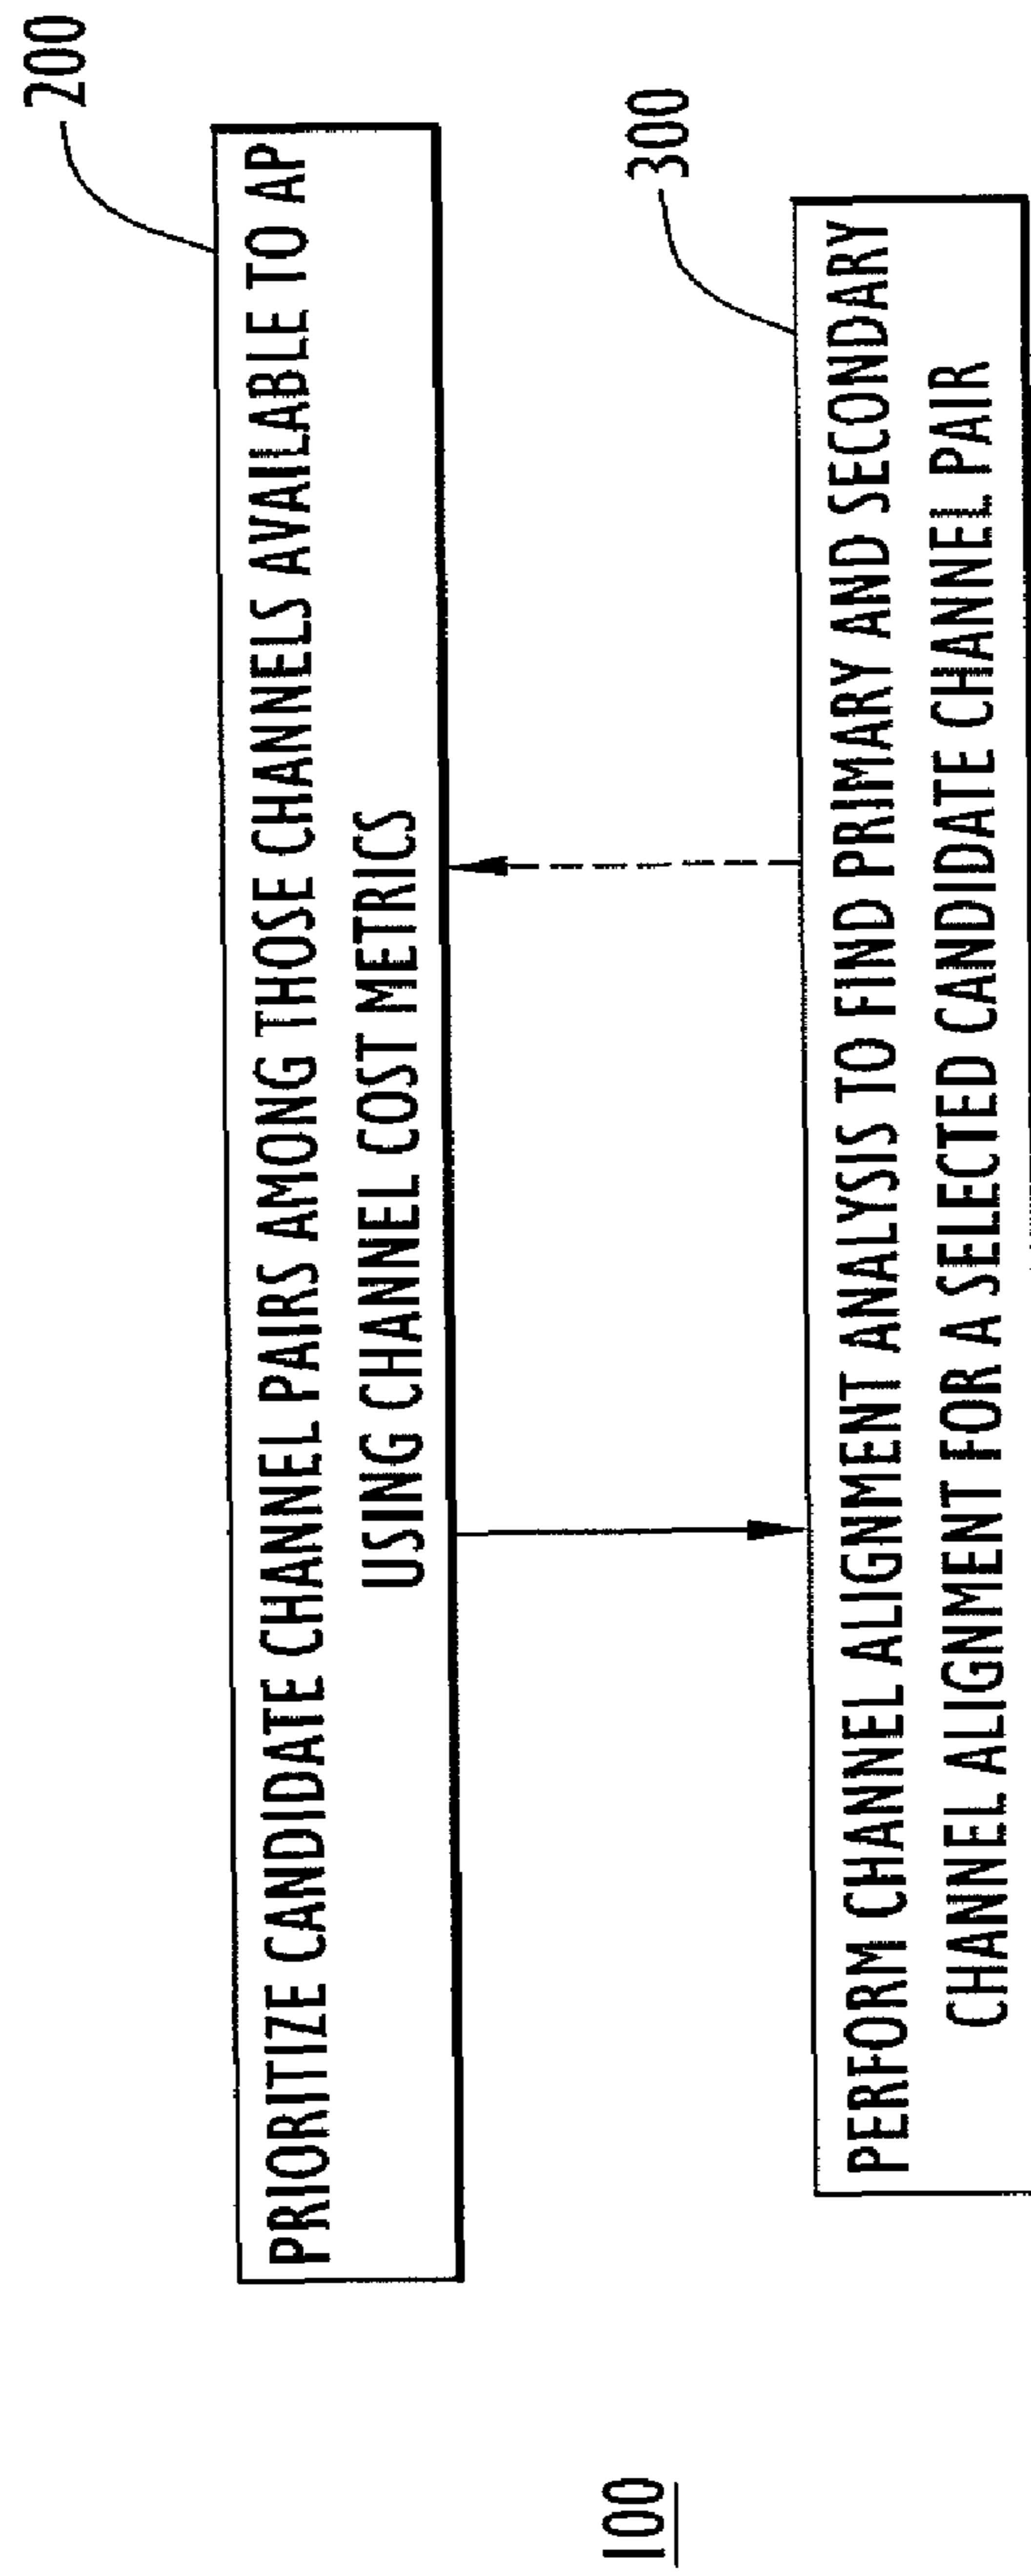 200
PRIORITIZE CANDIDATE CHANNEL PAIRS AMONG THOSE CHANNELS AVAILABLE TO AP
USING CHANNEL COST METRICS
300
PERFORM CHANNEL ALIGNMENT ANALYSIS TO FIND PRIMARY AND SECONDARY
CHANNEL ALIGNMENT FOR A SELECTED CANDIDATE CHANNEL PAIR
100